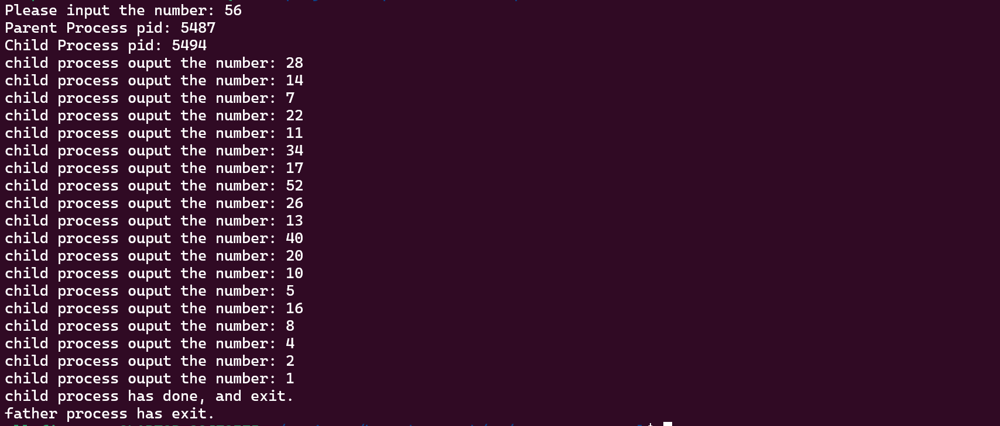 Please input the number: 56
Parent Process pid: 5487
Child Process pid: 5494
child process ouput the number: 28
child process ouput the number: 14
child process ouput the number: 7
child process ouput the number: 22
child process ouput the number: 11
child process ouput the number: 34
child process ouput the number: 17
child process ouput the number: 52
child process ouput the number: 26
child process ouput the number: 13
child process ouput the number: 40
child process ouput the number: 20
child process ouput the number: 10
child process ouput the number: 5
child process ouput the number: 16
child process ouput the number: 8
child process ouput the number: 4
child process ouput the number: 2
child process ouput the number: 1
child process has done, and exit.
father process has exit.